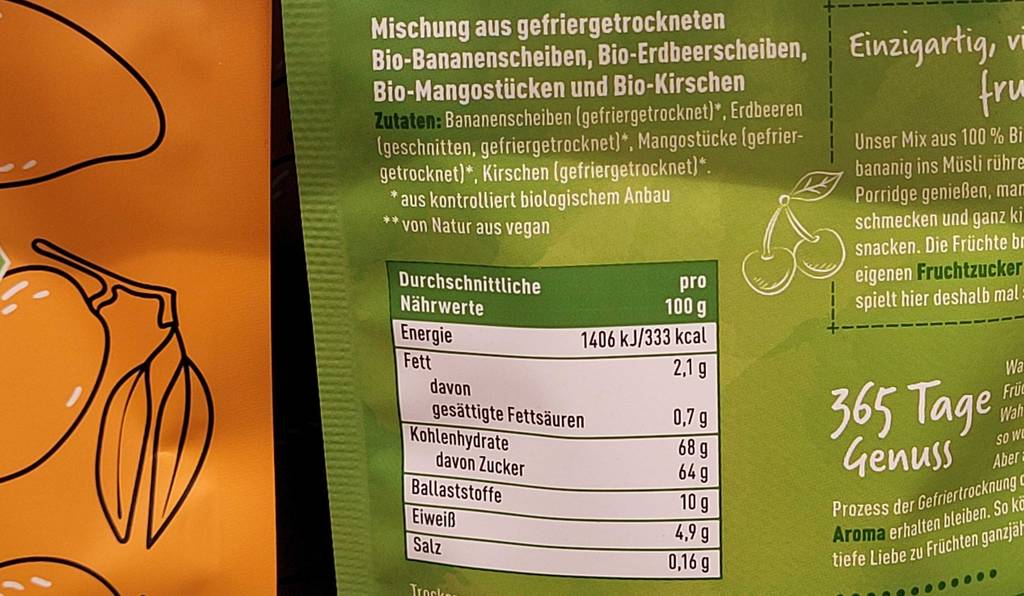 Mischung aus gefriergetrockneten
Bio-Bananenscheiben, Bio-Erdbeerscheiben,
Bio-Mangostücken und Bio-Kirschen
Zutaten: Bananenscheiben (gefriergetrocknet)*, Erdbeeren
(geschnitten, gefriergetrocknet)*, Mangostücke (gefrier-
getrocknet)*, Kirschen (gefriergetrocknet)*.
* aus kontrolliert biologischem Anbau
** von Natur aus vegan
Durchschnittliche pro
Nährwerte 100 g
Energie 1406 kJ/333 kcal
Fett 2,1 g
davon
gesättigte Fettsäuren 0,7 g
Kohlenhydrate 68 g
davon Zucker 64 g
Ballaststoffe 10 g
Eiweiß 4,9 g
Salz 0,16 g
Einzigartig,
Unser Mix aus 100 %
bananig ins Müsli
Porridge genießen,
schmecken und ganz
snacken. Die Früchte
eigenen Fruchtzucker
spielt hier deshalb mal
365 Tage
Genuss
so
Aber
Prozess der Gefriertrocknung
Aroma erhalten bleiben. So
tiefe Liebe zu Früchten